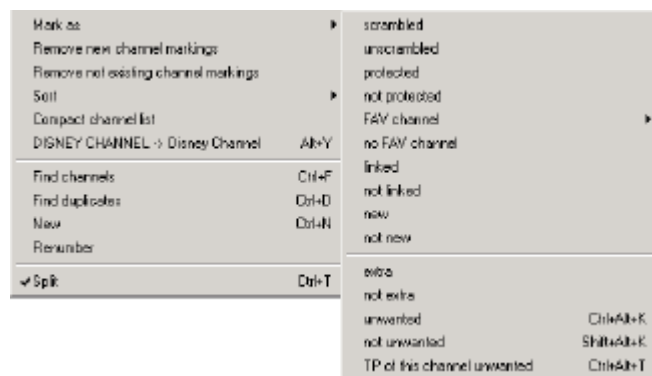 Mark as
Remove new channel markings
Remove not existing channel markings
Sort
Compact channel list
DISNEY CHANNEL -> Disney Channel Alt+Y
Find channels Ctrl+F
Find duplicates Ctrl+D
New Ctrl+N
Renumber
Split Ctrl+T
scrambled
unscrambled
protected
not protected
FAV channel
no FAV channel
linked
not linked
new
not new
extra
not extra
unwanted Ctrl+Alt+K
not unwanted Shift+Alt+K
TP of this channel unwanted Ctrl+Alt+T